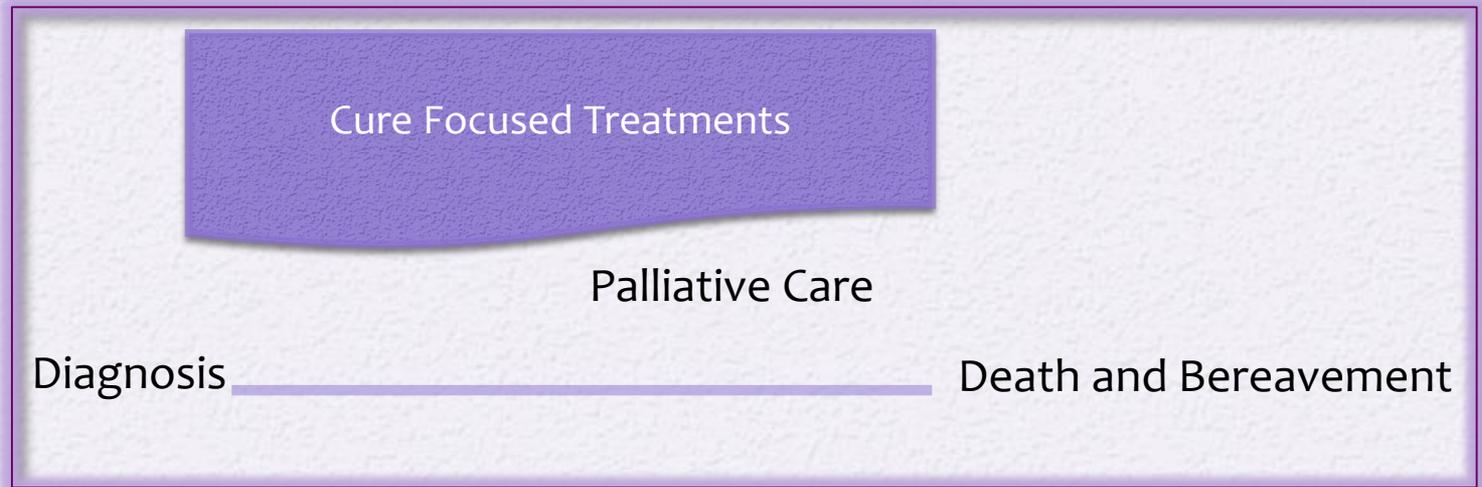 Cure Focused Treatments
Palliative Care
Diagnosis
Death and Bereavement